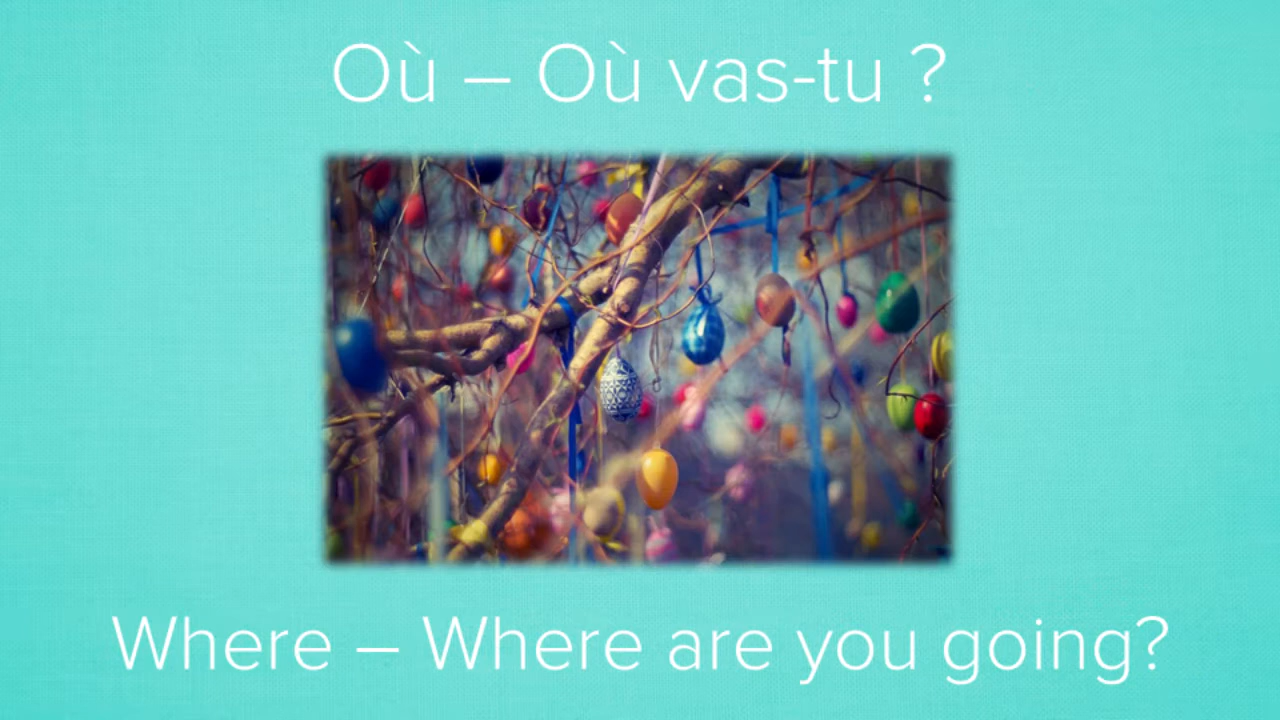 Où – Où vas-tu ?
Where – Where are you going?